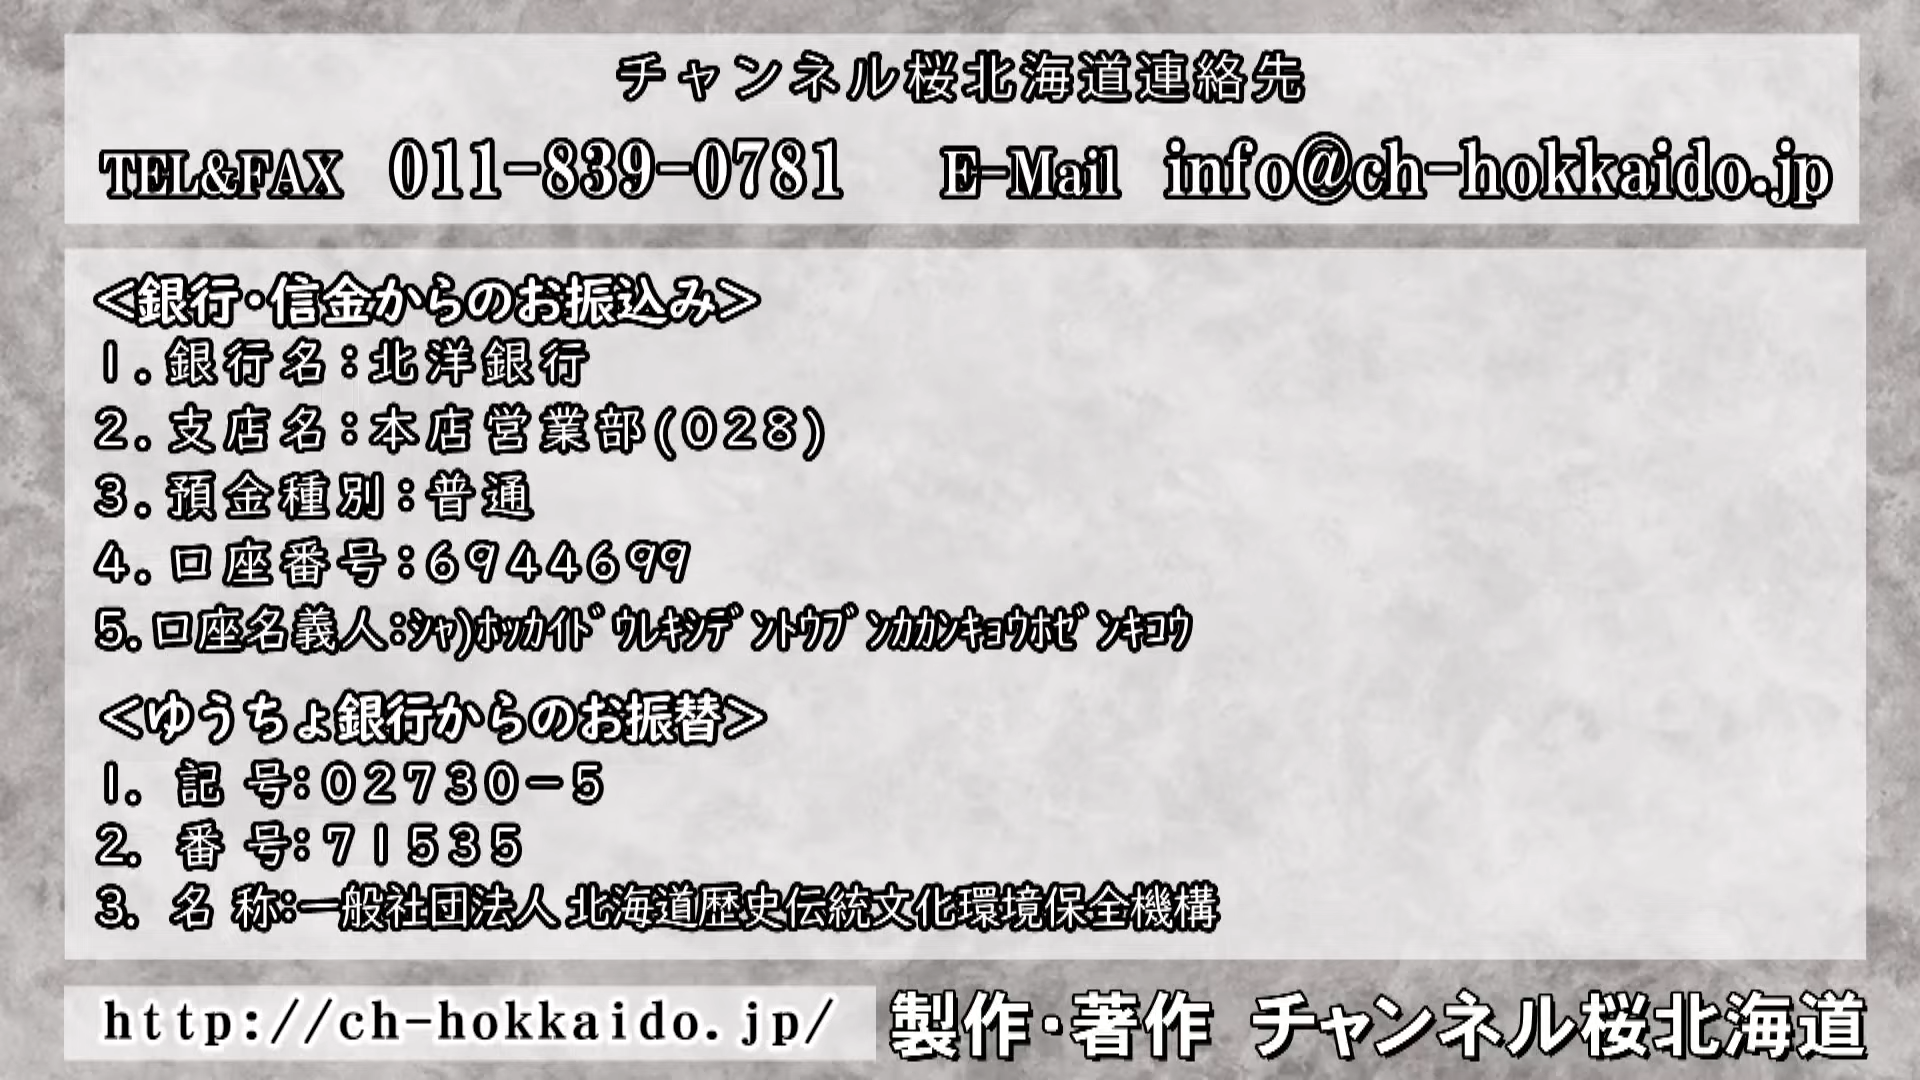 チャンネル桜北海道連絡先
TEL&FAX 011-839-0781 E-Mail info@ch-hokkaido.jp
＜銀行・信金からのお振込み＞
1.銀行名：北洋銀行
2.支店名：本店営業部(028)
3.預金種別：普通
4.口座番号：6944699
5.口座名義人：ｼｬ)ﾎｯｶｲﾄﾞｳﾚｷｼﾃﾞﾝﾄｳﾌﾞﾝｶｶﾝｷｮｳﾎｾﾞﾝｷｺｳ
＜ゆうちょ銀行からのお振替＞
1. 記 号：02730－5
2. 番 号：71535
3. 名 称：一般社団法人 北海道歴史伝統文化環境保全機構
http://ch-hokkaido.jp/ 製作・著作 チャンネル桜北海道